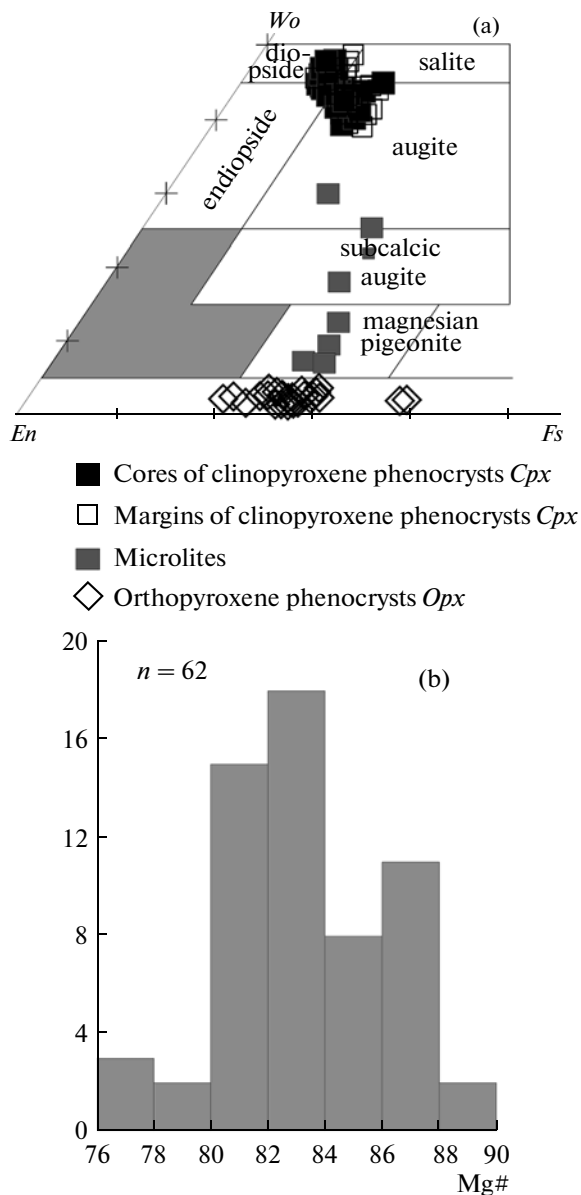 Wo
(a)
dio-
pside
salite
endiopside
augite
subcalcic
augite
magnesian
pigeonite
En
Fs
Cores of clinopyroxene phenocrysts Cpx
Margins of clinopyroxene phenocrysts Cpx
Microlites
Orthopyroxene phenocrysts Opx
20
n = 62
(b)
16
12
8
4
0
76 78 80 82 84 86 88 90
Mg#